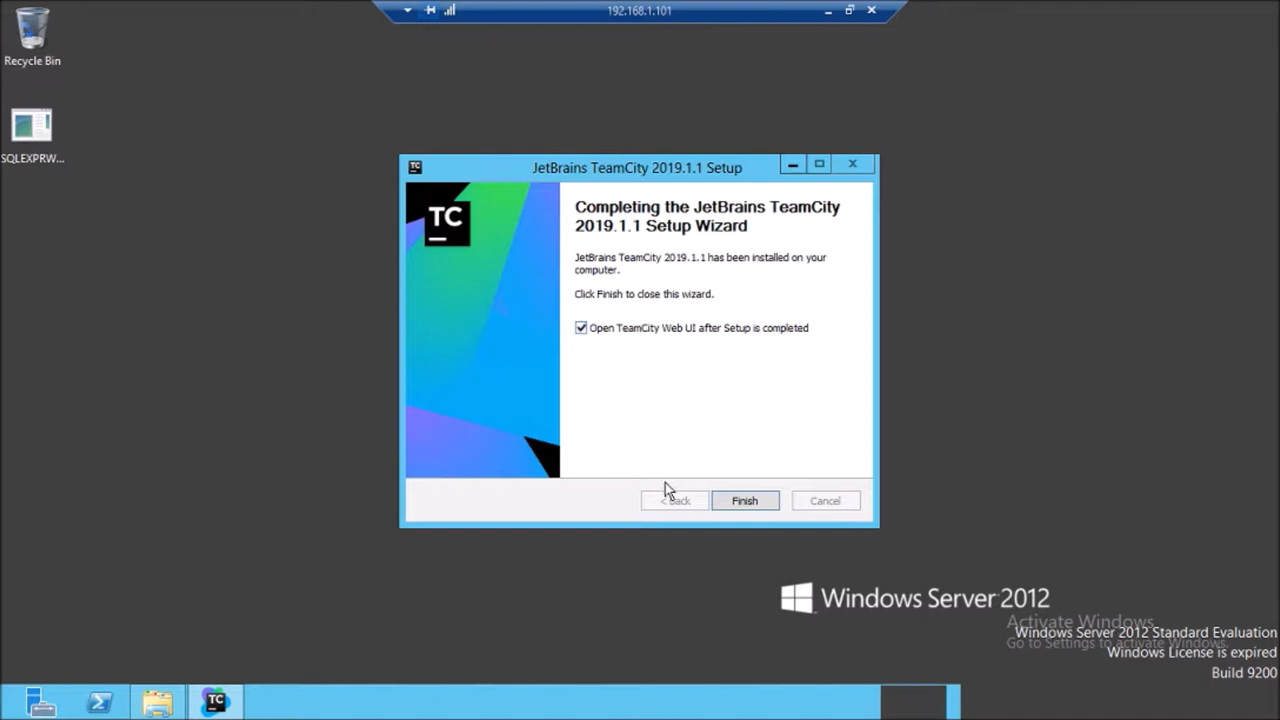 192.168.1.101
Recycle Bin
SQLEXPRW...
JetBrains TeamCity 2019.1.1 Setup
TC
Completing the JetBrains TeamCity
2019.1.1 Setup Wizard
JetBrains TeamCity 2019.1.1 has been installed on your
computer.
Click Finish to close this wizard.
Open TeamCity Web UI after Setup is completed
< Back
Finish
Cancel
Windows Server 2012
Activate Windows
Windows Server 2012 Standard Evaluation
Go to Settings to activate Windows.
Windows License is expired
Build 9200
TC